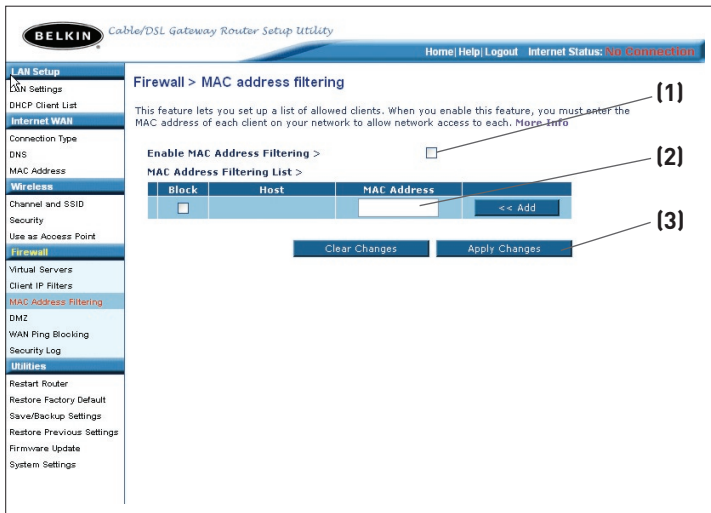 BELKIN
Cable/DSL Gateway Router Setup Utility
Home|Help|Logout Internet Status: No Connection
LAN Setup
LAN Settings
DHCP Client List
Internet WAN
Connection Type
DNS
MAC Address
Wireless
Channel and SSID
Security
Use as Access Point
Firewall
Virtual Servers
Client IP Filters
MAC Address Filtering
DMZ
WAN Ping Blocking
Security Log
Utilities
Restart Router
Restore Factory Default
Save/Backup Settings
Restore Previous Settings
Firmware Update
System Settings
Firewall > MAC address filtering
This feature lets you set up a list of allowed clients. When you enable this feature, you must enter the
MAC address of each client on your network to allow network access to each. More Info
Enable MAC Address Filtering >
MAC Address Filtering List >
Block Host MAC Address
<< Add
Clear Changes Apply Changes
(1)
(2)
(3)